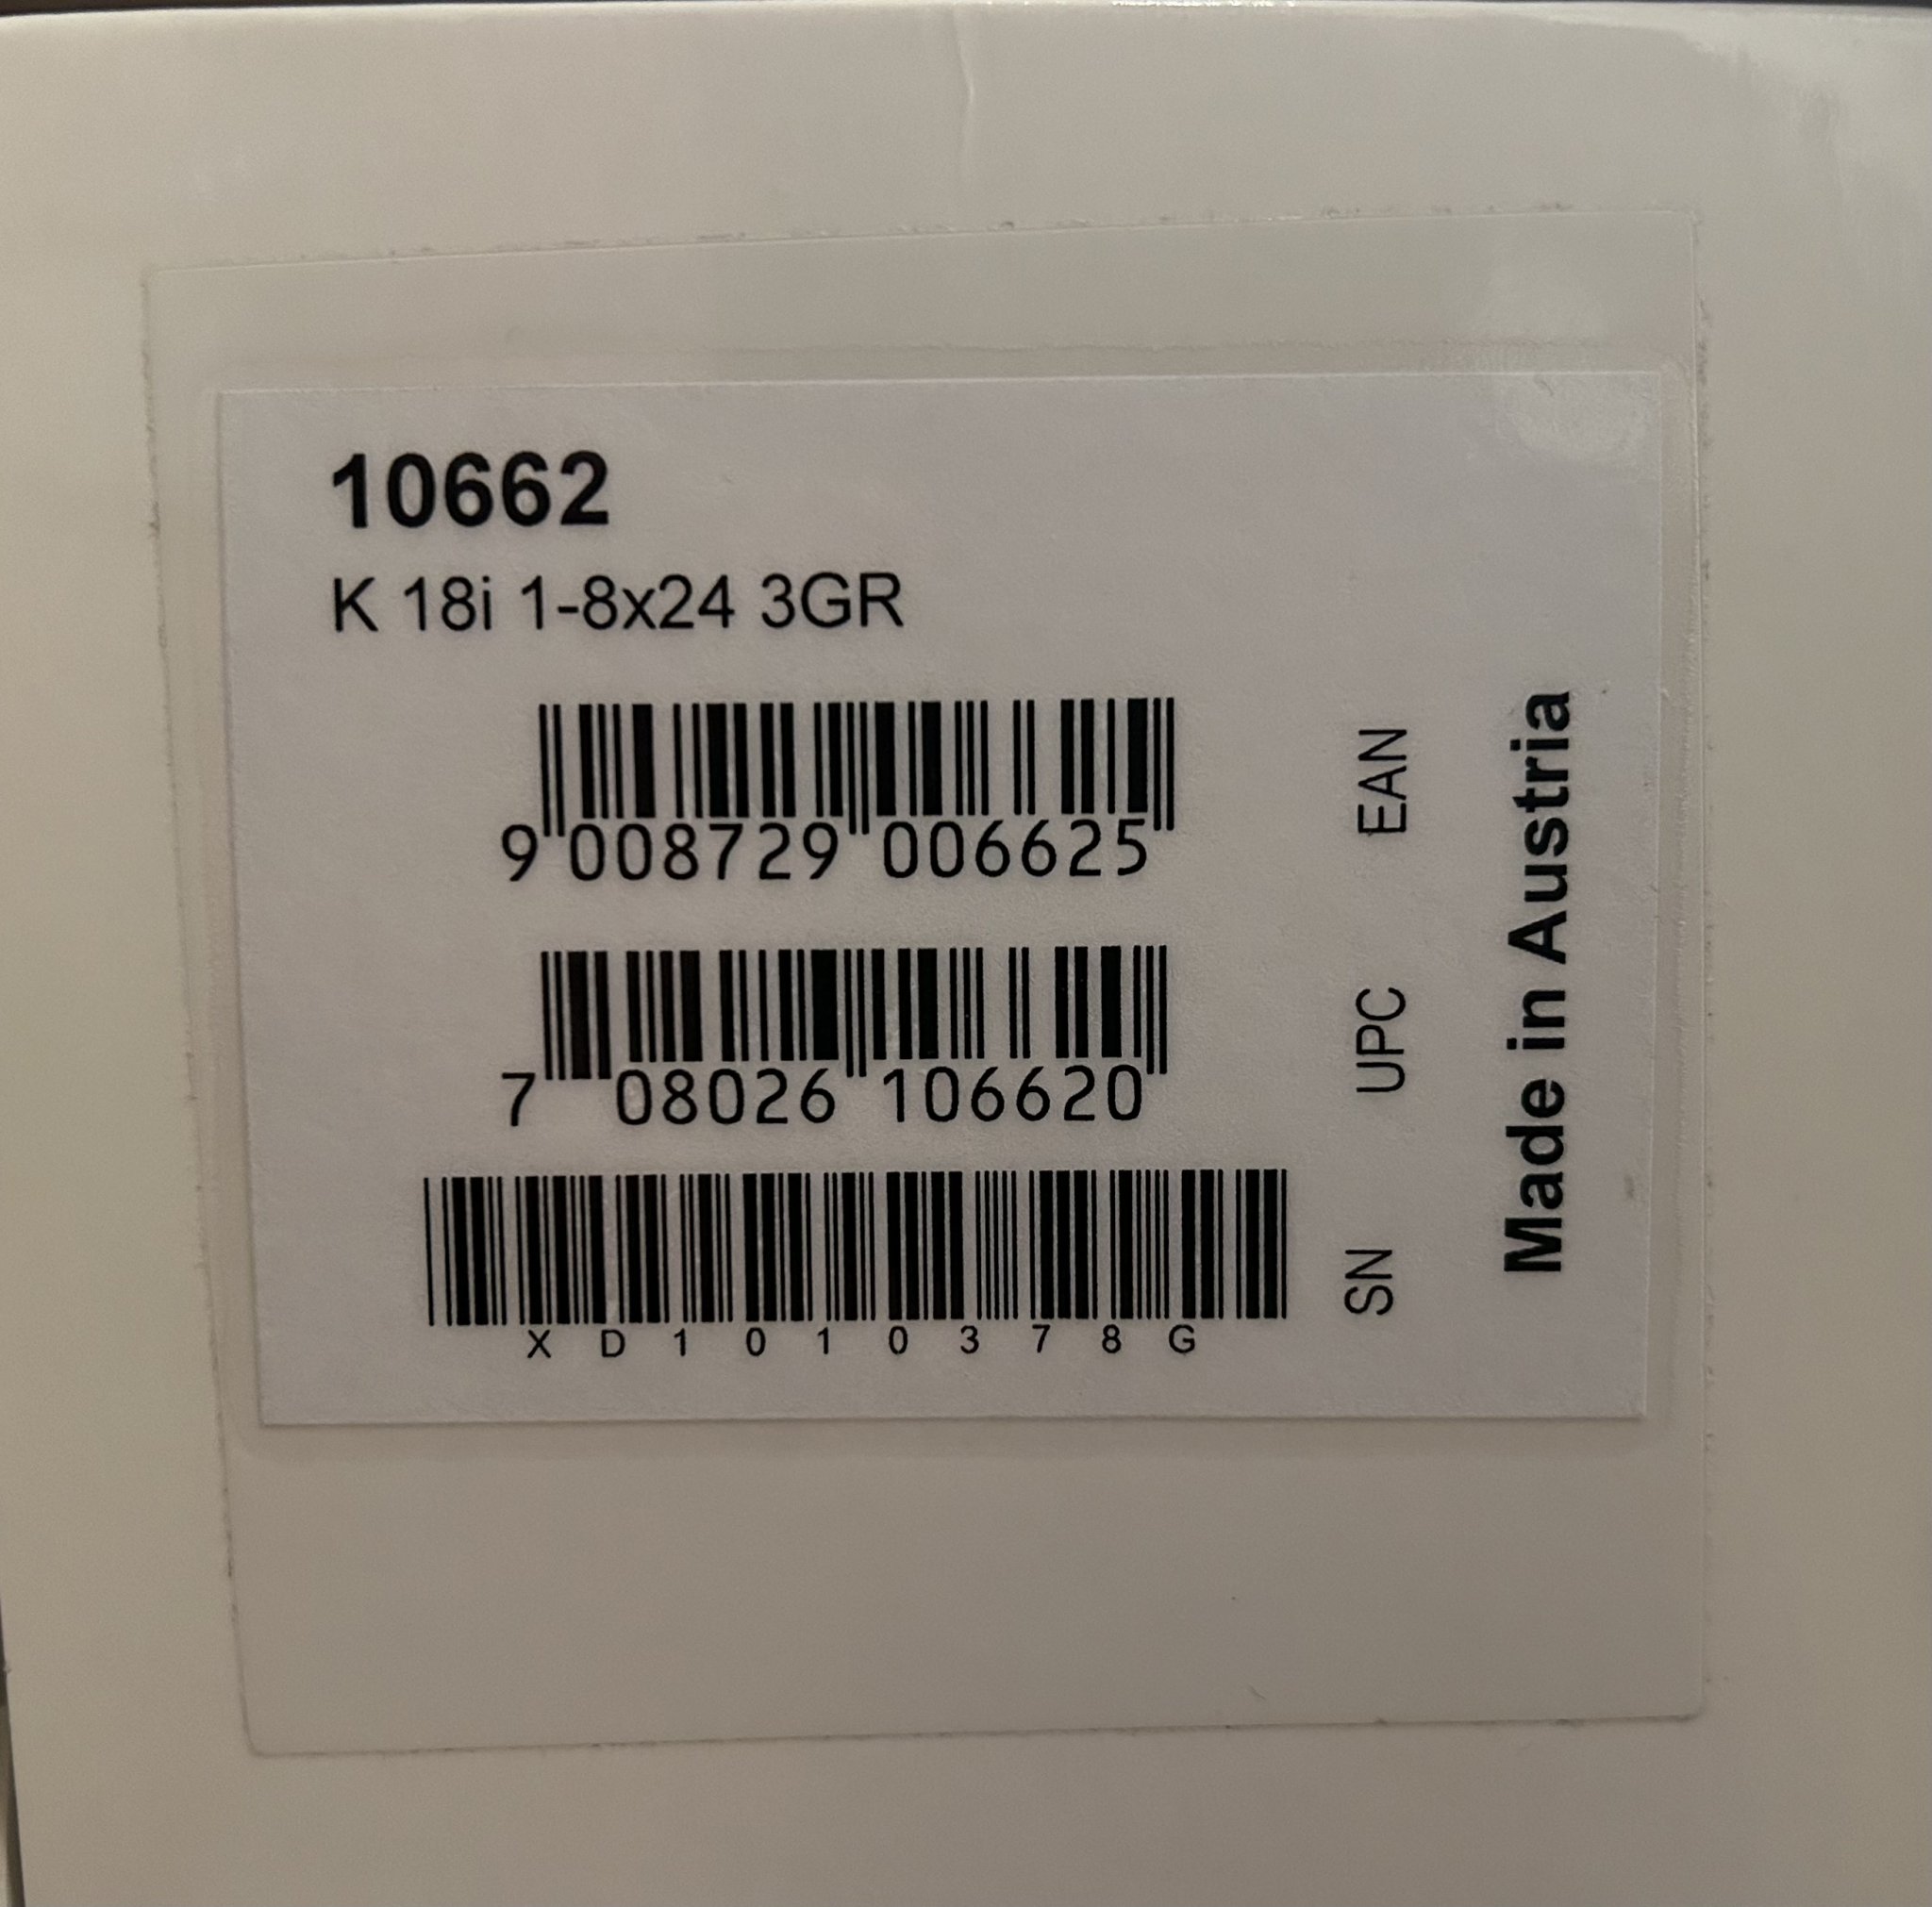 10662
K 18i 1-8x24 3GR
9 008729 006625
EAN
7 08026 106620
UPC
XD1010378G
SN
Made in Austria